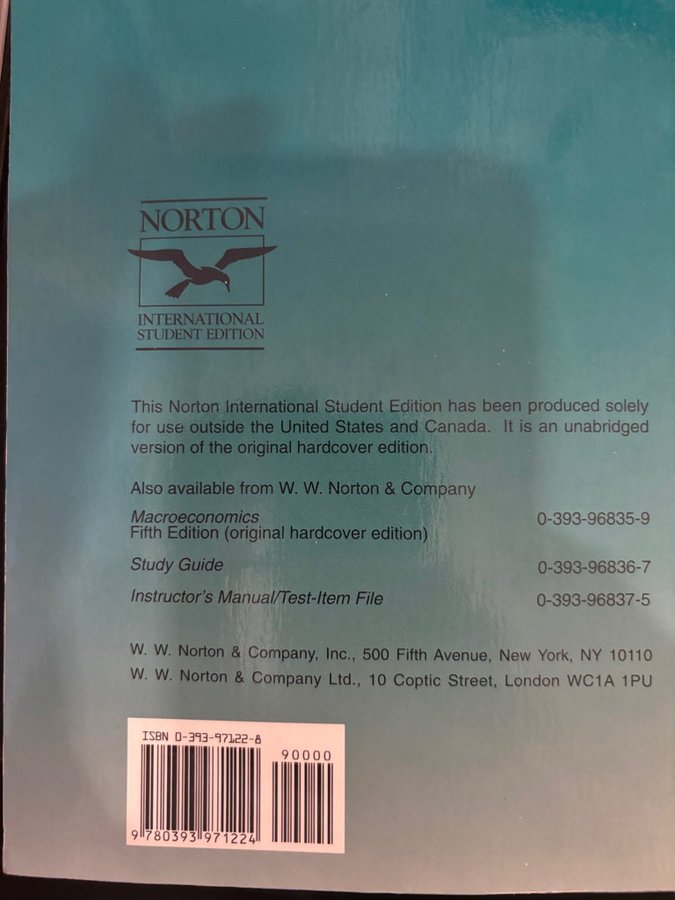 NORTON
INTERNATIONAL
STUDENT EDITION
This Norton International Student Edition has been produced solely
for use outside the United States and Canada. It is an unabridged
version of the original hardcover edition.
Also available from W. W. Norton & Company
Macroeconomics 0-393-96835-9
Fifth Edition (original hardcover edition)
Study Guide 0-393-96836-7
Instructor's Manual/Test-Item File 0-393-96837-5
W. W. Norton & Company, Inc., 500 Fifth Avenue, New York, NY 10110
W. W. Norton & Company Ltd., 10 Coptic Street, London WC1A 1PU
ISBN 0-393-97122-8
90000
9 780393 971224